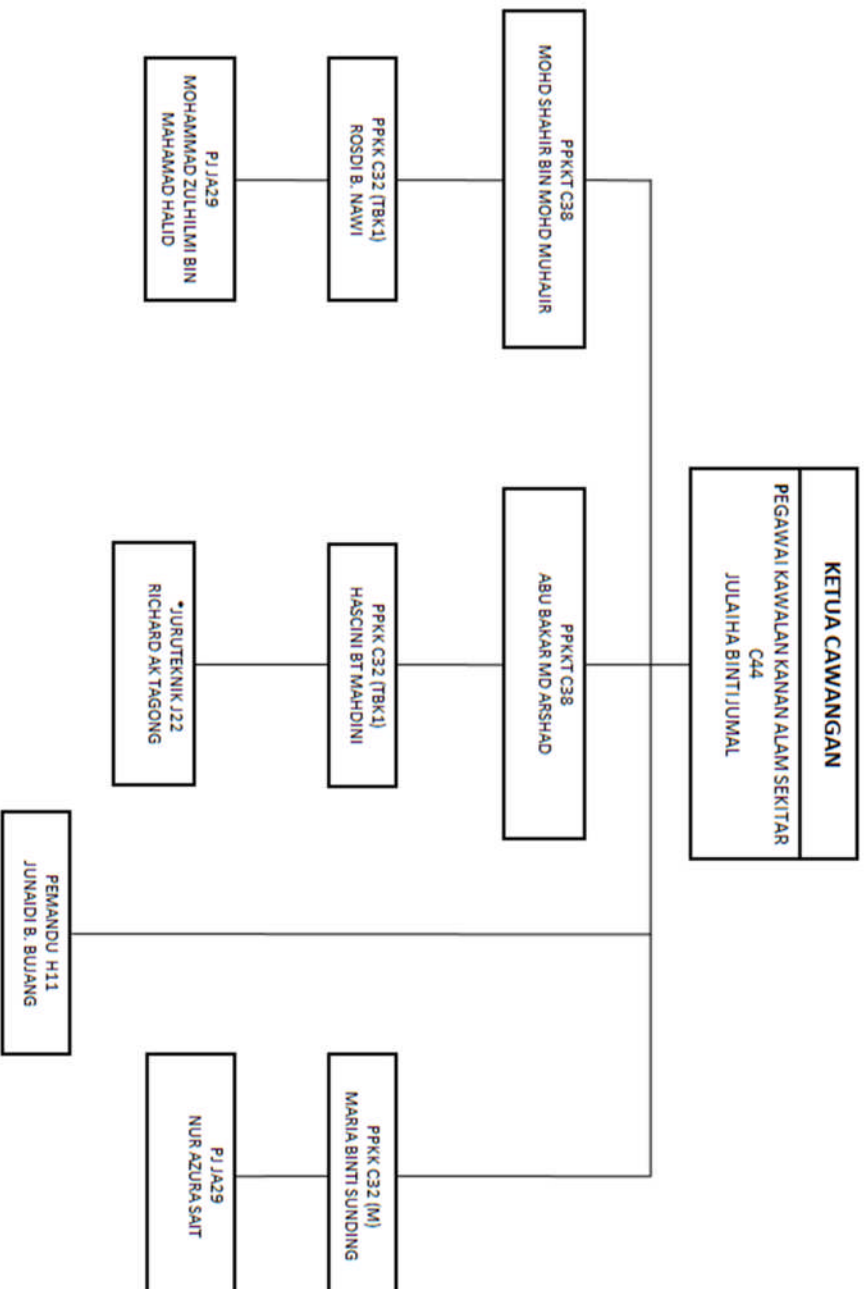 KETUA CAWANGAN
PEGAWAI KAWALAN KANAN ALAM SEKITAR
C44
JULAIHA BINTI JUMAL
PPKKT C38
MOHD SHAHIR BIN MOHD MUHAJIR
PPKK C32 (TBK1)
ROSDI B. NAWI
PJ JA29
MOHAMMAD ZULHILMI BIN
MAHAMAD HALID
PPKKT C38
ABU BAKAR MD ARSHAD
PPKK C32 (TBK1)
HASCINI BT MAHDINI
*JURUTEKNIK J22
RICHARD AK TAGONG
PEMANDU H11
JUNAIDI B. BUJANG
PPKK C32 (M)
MARIA BINTI SUNDING
PJ JA29
NUR AZURA SAIT